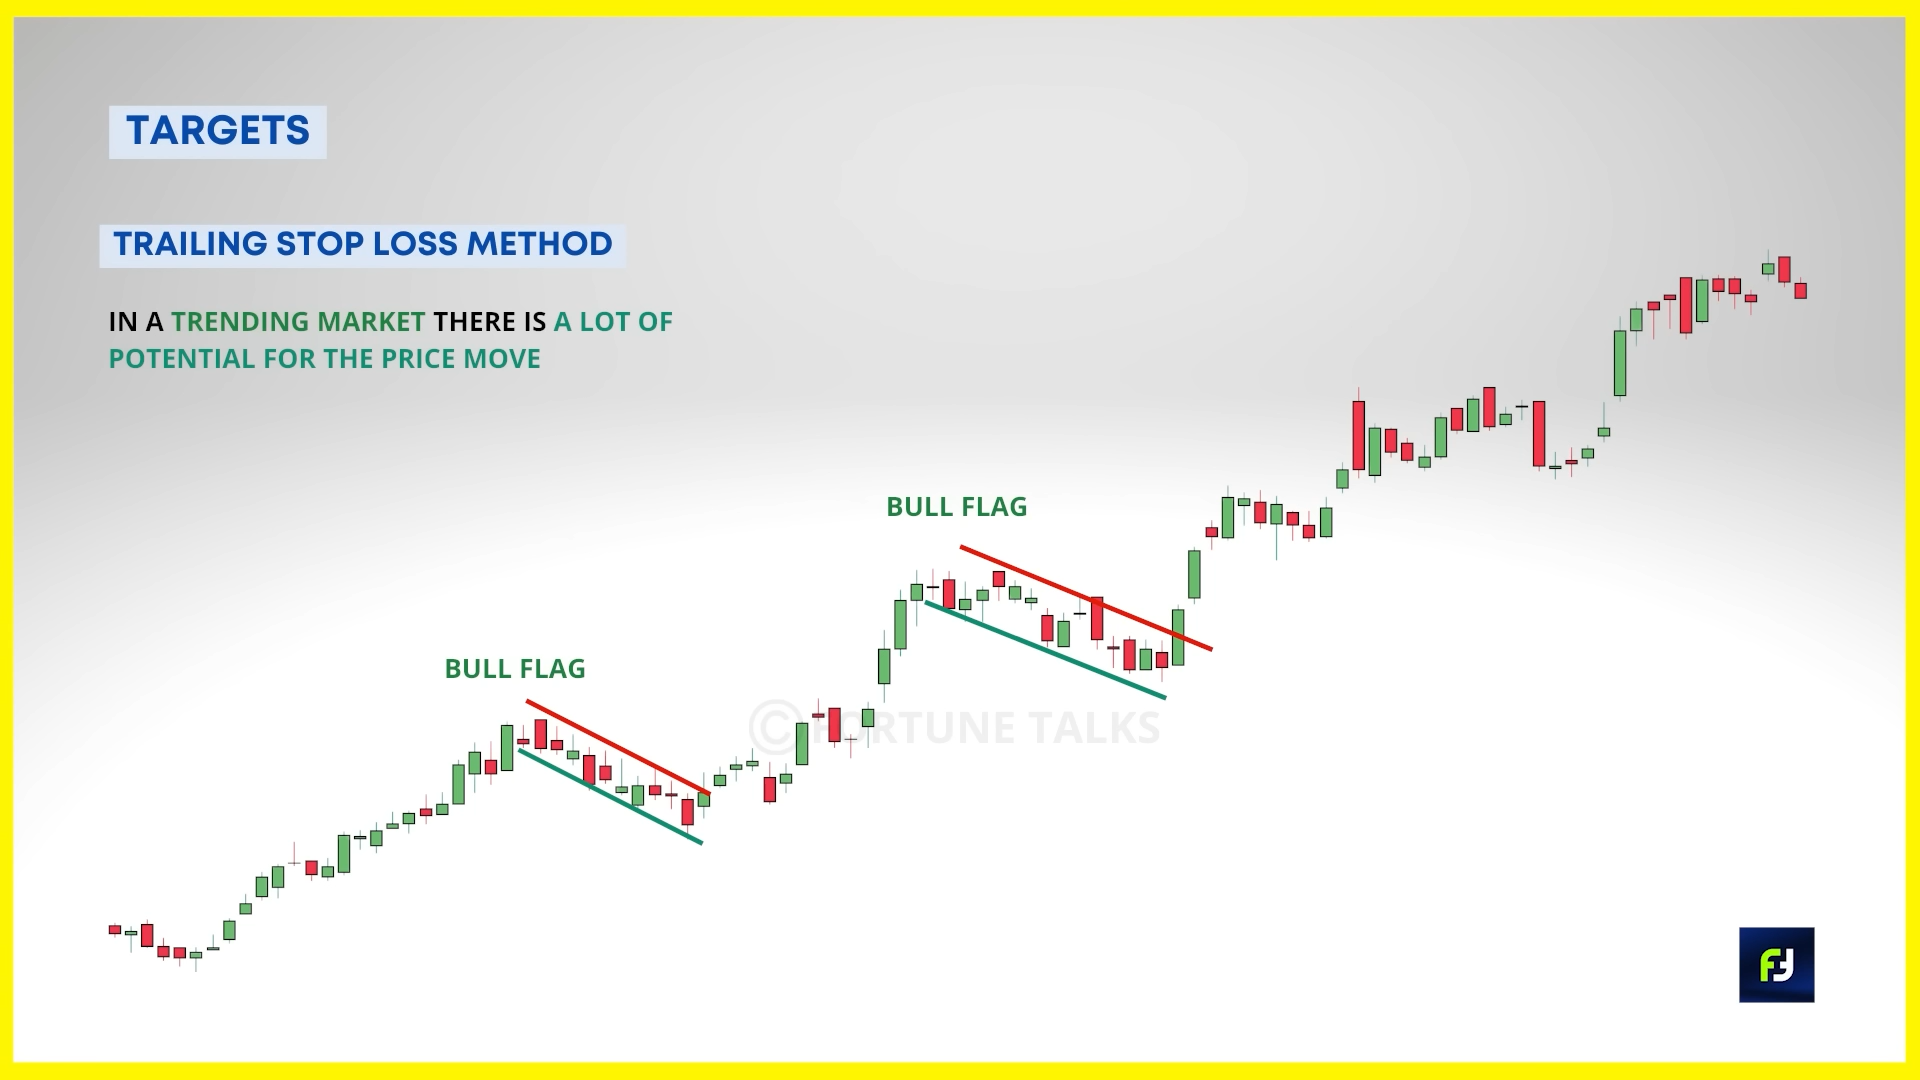 TARGETS
TRAILING STOP LOSS METHOD
IN A TRENDING MARKET THERE IS A LOT OF
POTENTIAL FOR THE PRICE MOVE
BULL FLAG
BULL FLAG
© FORTUNE TALKS